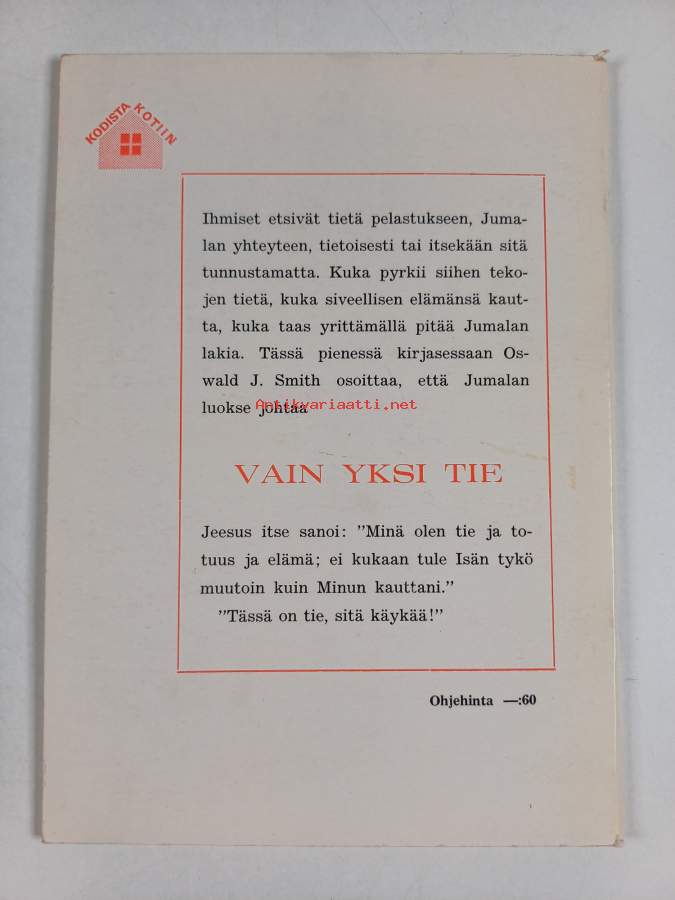 KODISTA KOTIIN
Ihmiset etsivät tietä pelastukseen, Juma-
lan yhteyteen, tietoisesti tai itsekään sitä
tunnustamatta. Kuka pyrkii siihen teko-
jen tietä, kuka siveellisen elämänsä kaut-
ta, kuka taas yrittämällä pitää Jumalan
lakia. Tässä pienessä kirjasessaan Os-
wald J. Smith osoittaa, että Jumalan
luokse johtaa
Antikvariaatti.net
VAIN YKSI TIE
Jeesus itse sanoi: ”Minä olen tie ja to-
tuus ja elämä; ei kukaan tule Isän tykö
muutoin kuin Minun kauttani.”
”Tässä on tie, sitä käykää!”
Ohjehinta —:60